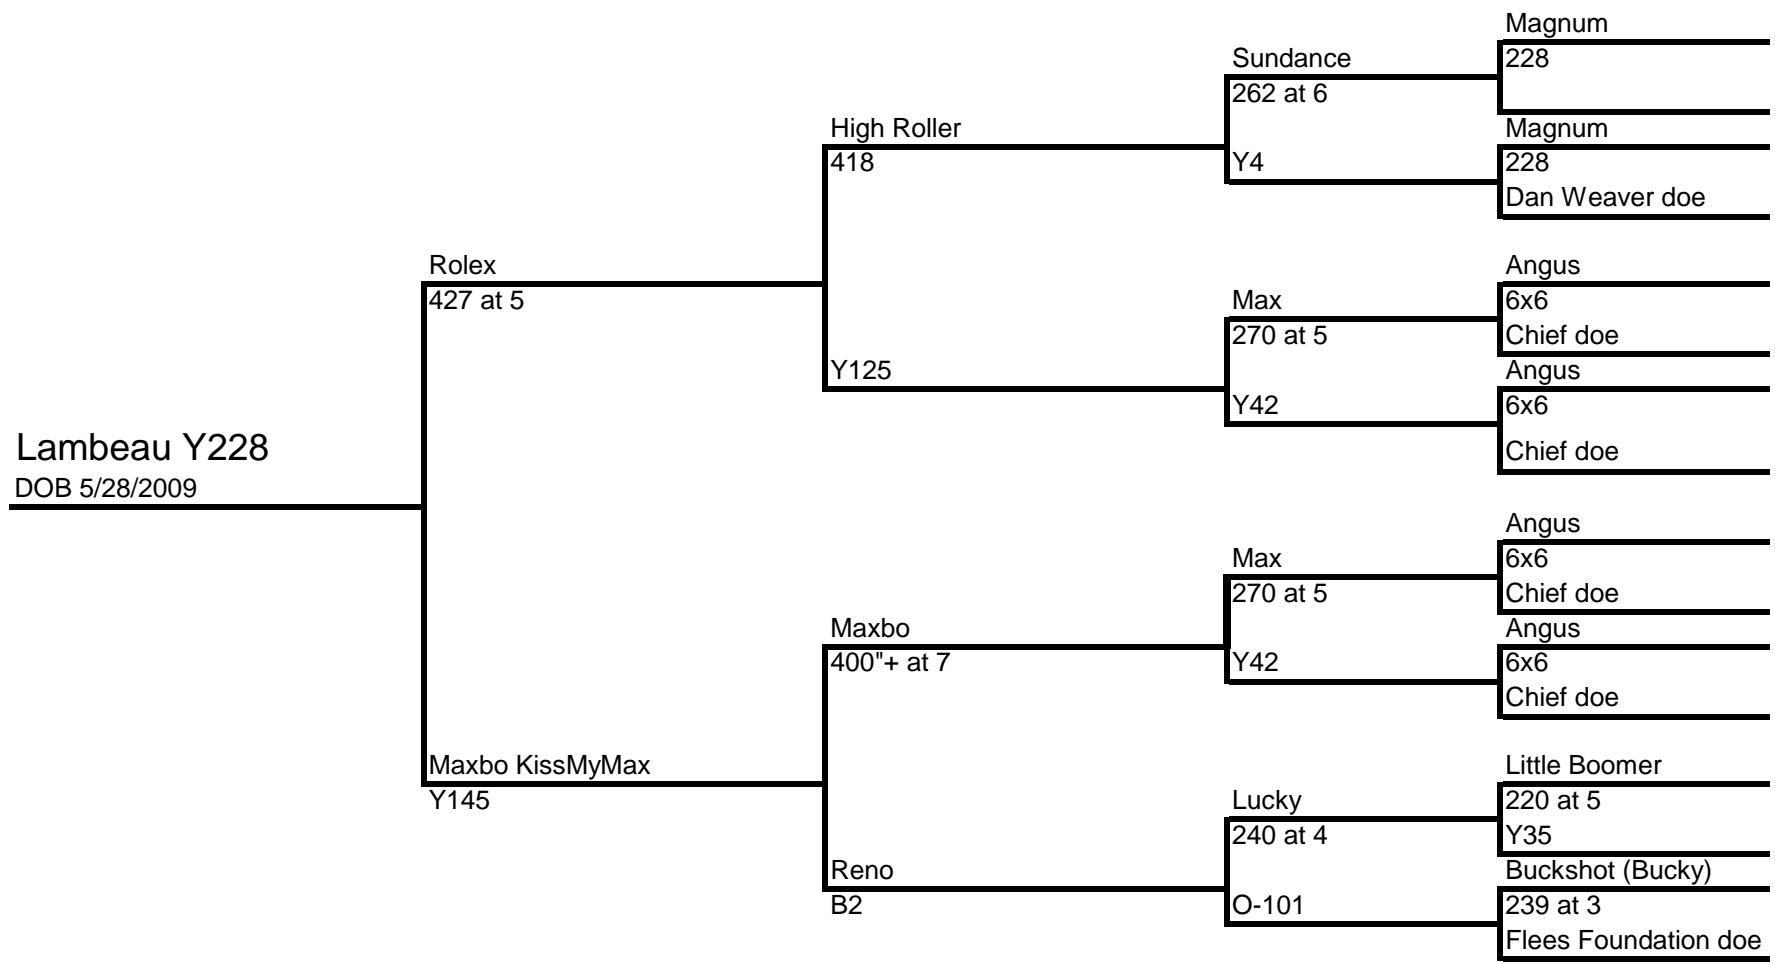 Magnum
Sundance
228
262 at 6
High Roller
Magnum
418
Y4
228
Dan Weaver doe
Rolex
Angus
427 at 5
Max
6x6
270 at 5
Chief doe
Y125
Angus
Y42
6x6
Lambeau Y228
Chief doe
DOB 5/28/2009
Angus
Max
6x6
270 at 5
Chief doe
Maxbo
Angus
400"+ at 7
Y42
6x6
Chief doe
Maxbo KissMyMax
Little Boomer
Y145
Lucky
220 at 5
240 at 4
Y35
Reno
Buckshot (Bucky)
B2
O-101
239 at 3
Flees Foundation doe